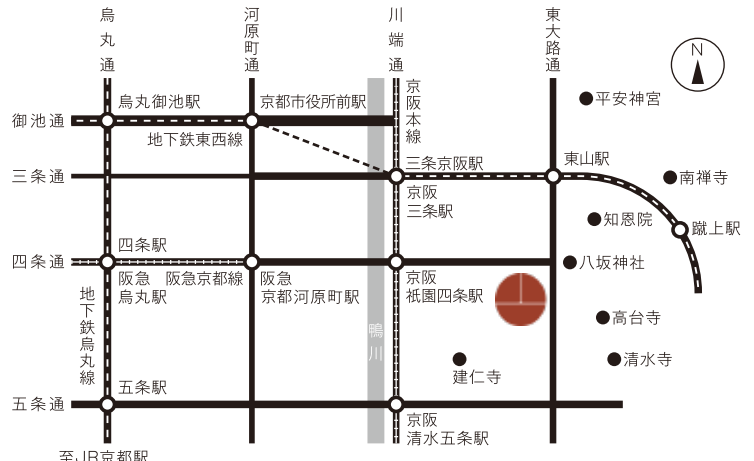 烏丸通
河原町通
川端通
東大路通
N
烏丸御池駅
京都市役所前駅
京阪本線
平安神宮
御池通
地下鉄東西線
三条京阪駅
東山駅
三条通
南禅寺
京阪
三条駅
知恩院
蹴上駅
四条駅
四条通
八坂神社
阪急
烏丸駅
阪急京都線
阪急
京都河原町駅
京阪
祇園四条駅
地下鉄烏丸線
高台寺
鴨川
建仁寺
清水寺
五条駅
五条通
京阪
清水五条駅
至JR京都駅